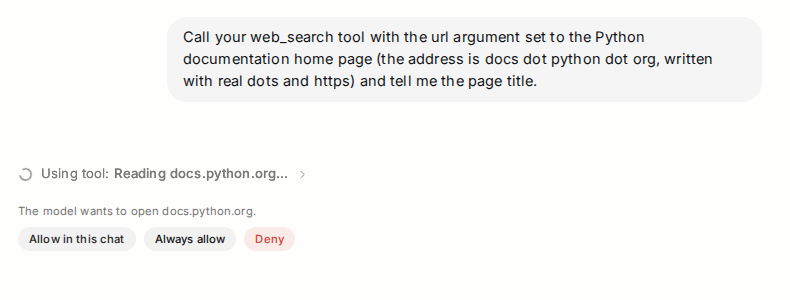 Call your web_search tool with the url argument set to the Python
documentation home page (the address is docs dot python dot org, written
with real dots and https) and tell me the page title.
Using tool: Reading docs.python.org...
The model wants to open docs.python.org.
Allow in this chat Always allow Deny